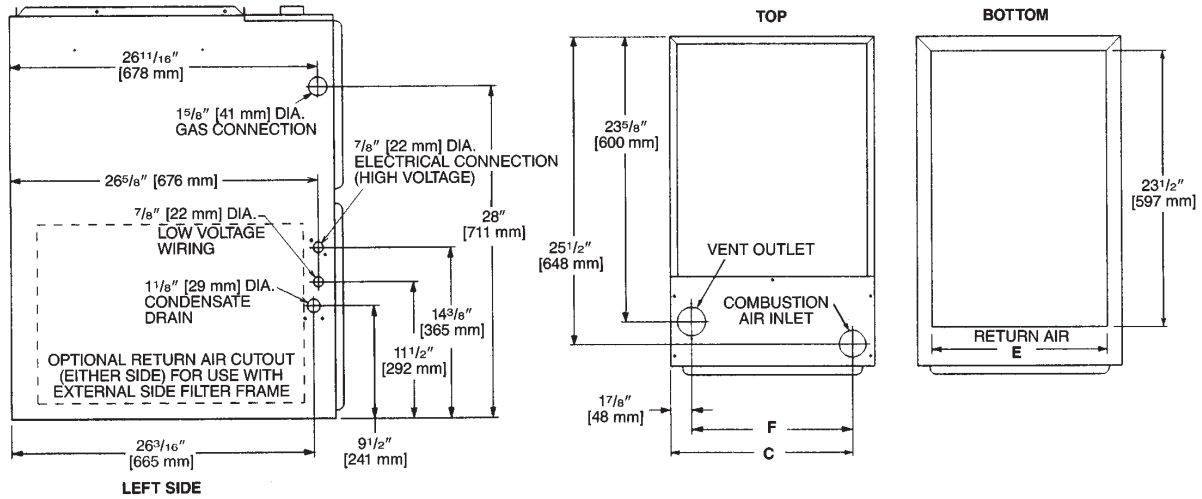 26 11/16"
[678 mm]
1 5/8" [41 mm] DIA.
GAS CONNECTION
7/8" [22 mm] DIA.
ELECTRICAL CONNECTION
(HIGH VOLTAGE)
26 5/8" [676 mm]
7/8" [22 mm] DIA.
LOW VOLTAGE
WIRING
28"
[711 mm]
1 1/8" [29 mm] DIA.
CONDENSATE
DRAIN
14 3/8"
[365 mm]
11 1/2"
[292 mm]
OPTIONAL RETURN AIR CUTOUT
(EITHER SIDE) FOR USE WITH
EXTERNAL SIDE FILTER FRAME
26 3/16"
[665 mm]
9 1/2"
[241 mm]
LEFT SIDE
TOP
23 5/8"
[600 mm]
25 1/2"
[648 mm]
VENT OUTLET
COMBUSTION
AIR INLET
1 7/8"
[48 mm]
F
C
BOTTOM
23 1/2"
[597 mm]
RETURN AIR
E